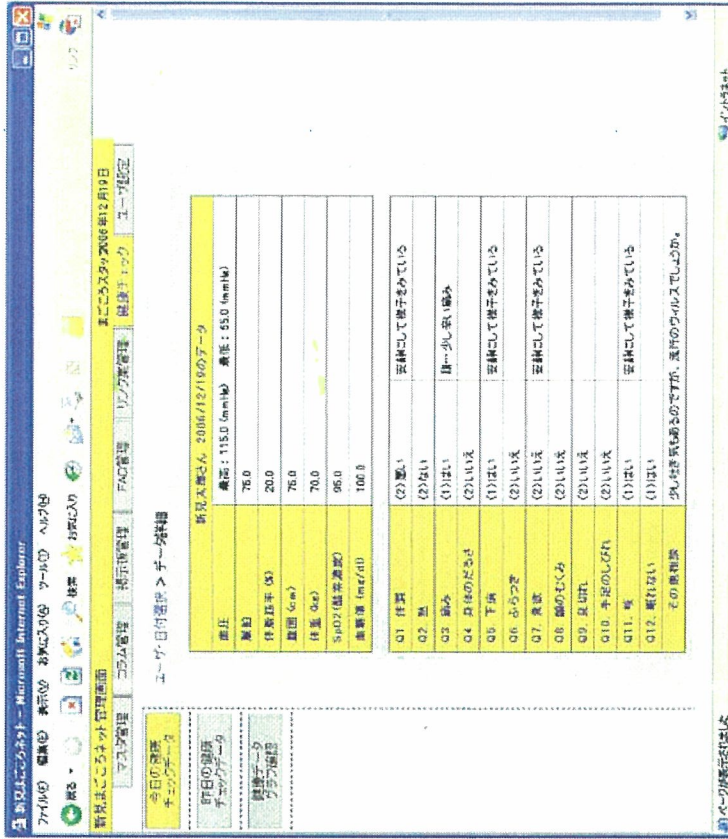 新見まごころネット - Microsoft Internet Explorer
ファイル(F) 編集(E) 表示(V) お気に入り(A) ツール(T) ヘルプ(H)
戻る 検索 お気に入り リンク
新見まごころネット管理画面 まごころスタッフ 2006年12月19日
マスタ管理 コラム管理 掲示板管理 FAQ管理 リンク集管理 健康チェック ユーザ設定
今日の健康
チェックデータ
昨日の健康
チェックデータ
健康データ
グラフ確認
ユーザ・日付選択 > データ詳細
新見太郎さん 2006/12/19のデータ
血圧 最高: 115.0 (mmHg) 最低: 65.0 (mmHg)
脈拍 76.0
体脂肪率 (%) 20.0
腹囲 (cm) 76.0
体重 (kg) 70.0
SpO2(酸素濃度) 96.0
血糖値 (mg/dl) 100.0
Q1. 体調 (2)悪い 安静にして様子をみている
Q2. 熱 (2)ない
Q3. 痛み (1)はい 頭…少し辛い痛み
Q4. 身体のだるさ (2)いいえ
Q5. 下痢 (1)はい 安静にして様子をみている
Q6. ふらつき (2)いいえ
Q7. 食欲 (2)いいえ 安静にして様子をみている
Q8. 顔のむくみ (2)いいえ
Q9. 息切れ (2)いいえ
Q10. 手足のしびれ (2)いいえ
Q11. 咳 (1)はい 安静にして様子をみている
Q12. 眠れない (1)はい
その他相談 少し吐き気もあるのですが、流行のウィルスでしょうか。
ページが表示されました イントラネット